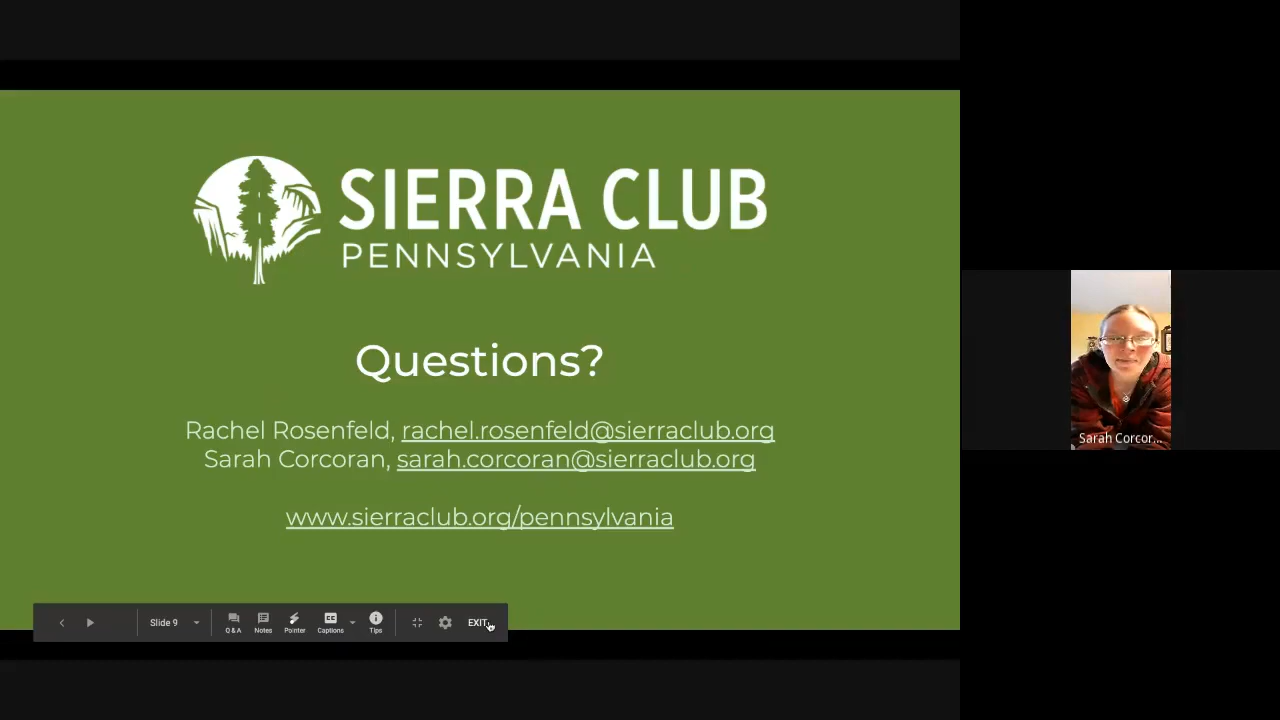 SIERRA CLUB
PENNSYLVANIA
Questions?
Rachel Rosenfeld, rachel.rosenfeld@sierraclub.org
Sarah Corcoran, sarah.corcoran@sierraclub.org
www.sierraclub.org/pennsylvania
Slide 9
Q & A
Notes
Pointer
CC
Captions
Tips
EXIT
Sarah Corcor...